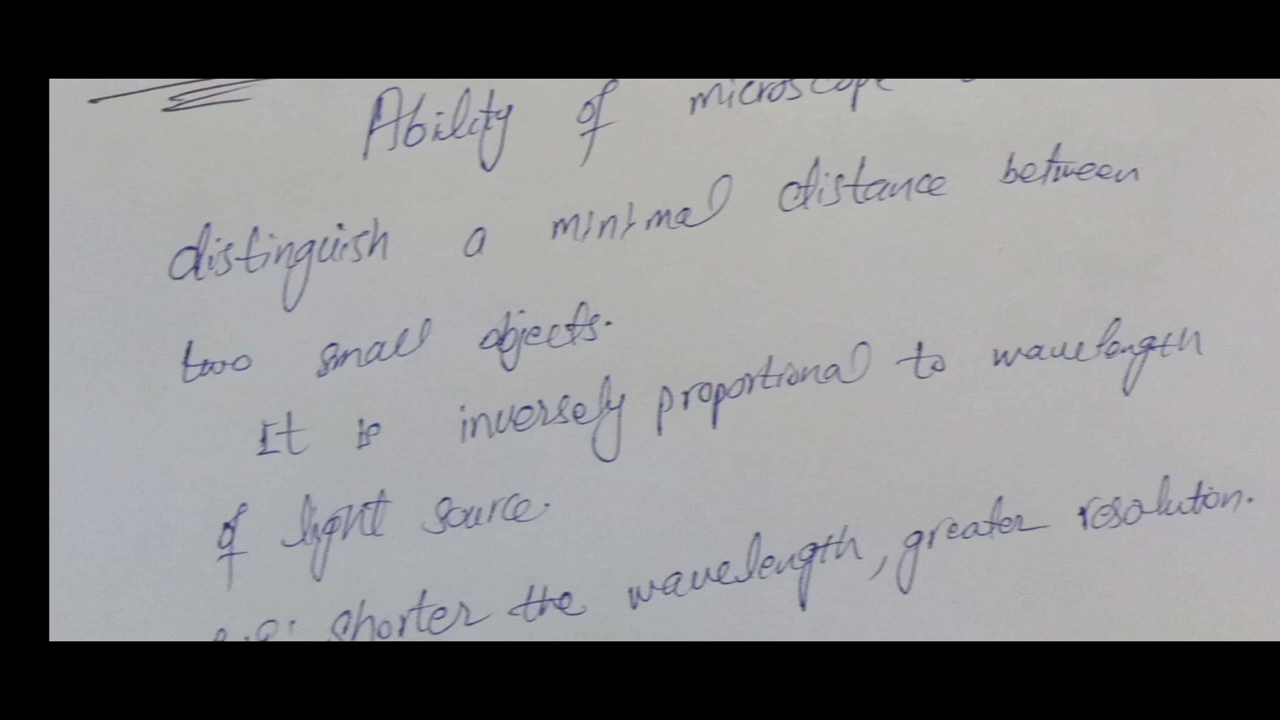 Ability of microscope
distinguish a minimal distance between
two small objects.
It is inversely proportional to wavelength
of light source.
shorter the wavelength, greater resolution.